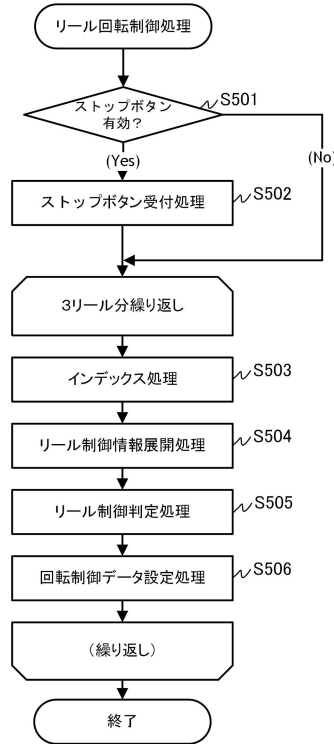 リール回転制御処理
ストップボタン
有効？
S501
(Yes)
(No)
ストップボタン受付処理
S502
3リール分繰り返し
インデックス処理
S503
リール制御情報展開処理
S504
リール制御判定処理
S505
回転制御データ設定処理
S506
(繰り返し)
終了